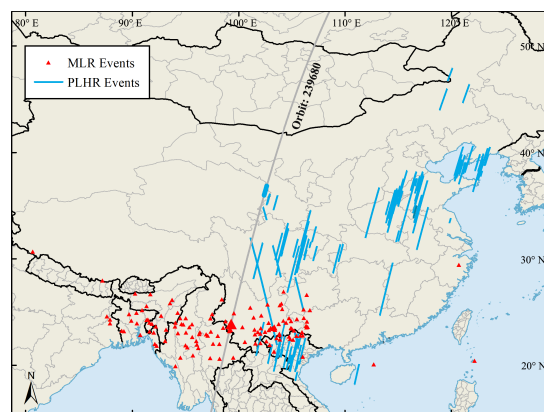 80° E
90° E
100° E
110° E
120° E
MLR Events
PLHR Events
Orbit: 239680
50° N
40° N
30° N
20° N
N